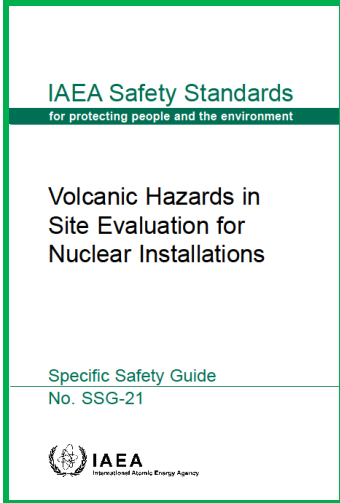 IAEA Safety Standards
for protecting people and the environment
Volcanic Hazards in
Site Evaluation for
Nuclear Installations
Specific Safety Guide
No. SSG-21
IAEA
International Atomic Energy Agency